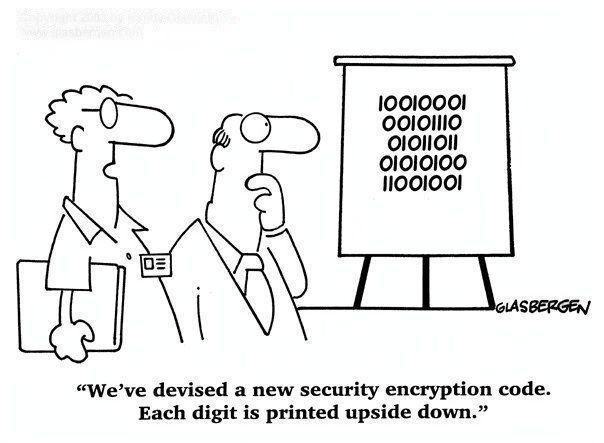 10010001
00101110
01011011
01010100
11001001
GLASBERGEN
“We’ve devised a new security encryption code.
Each digit is printed upside down.”